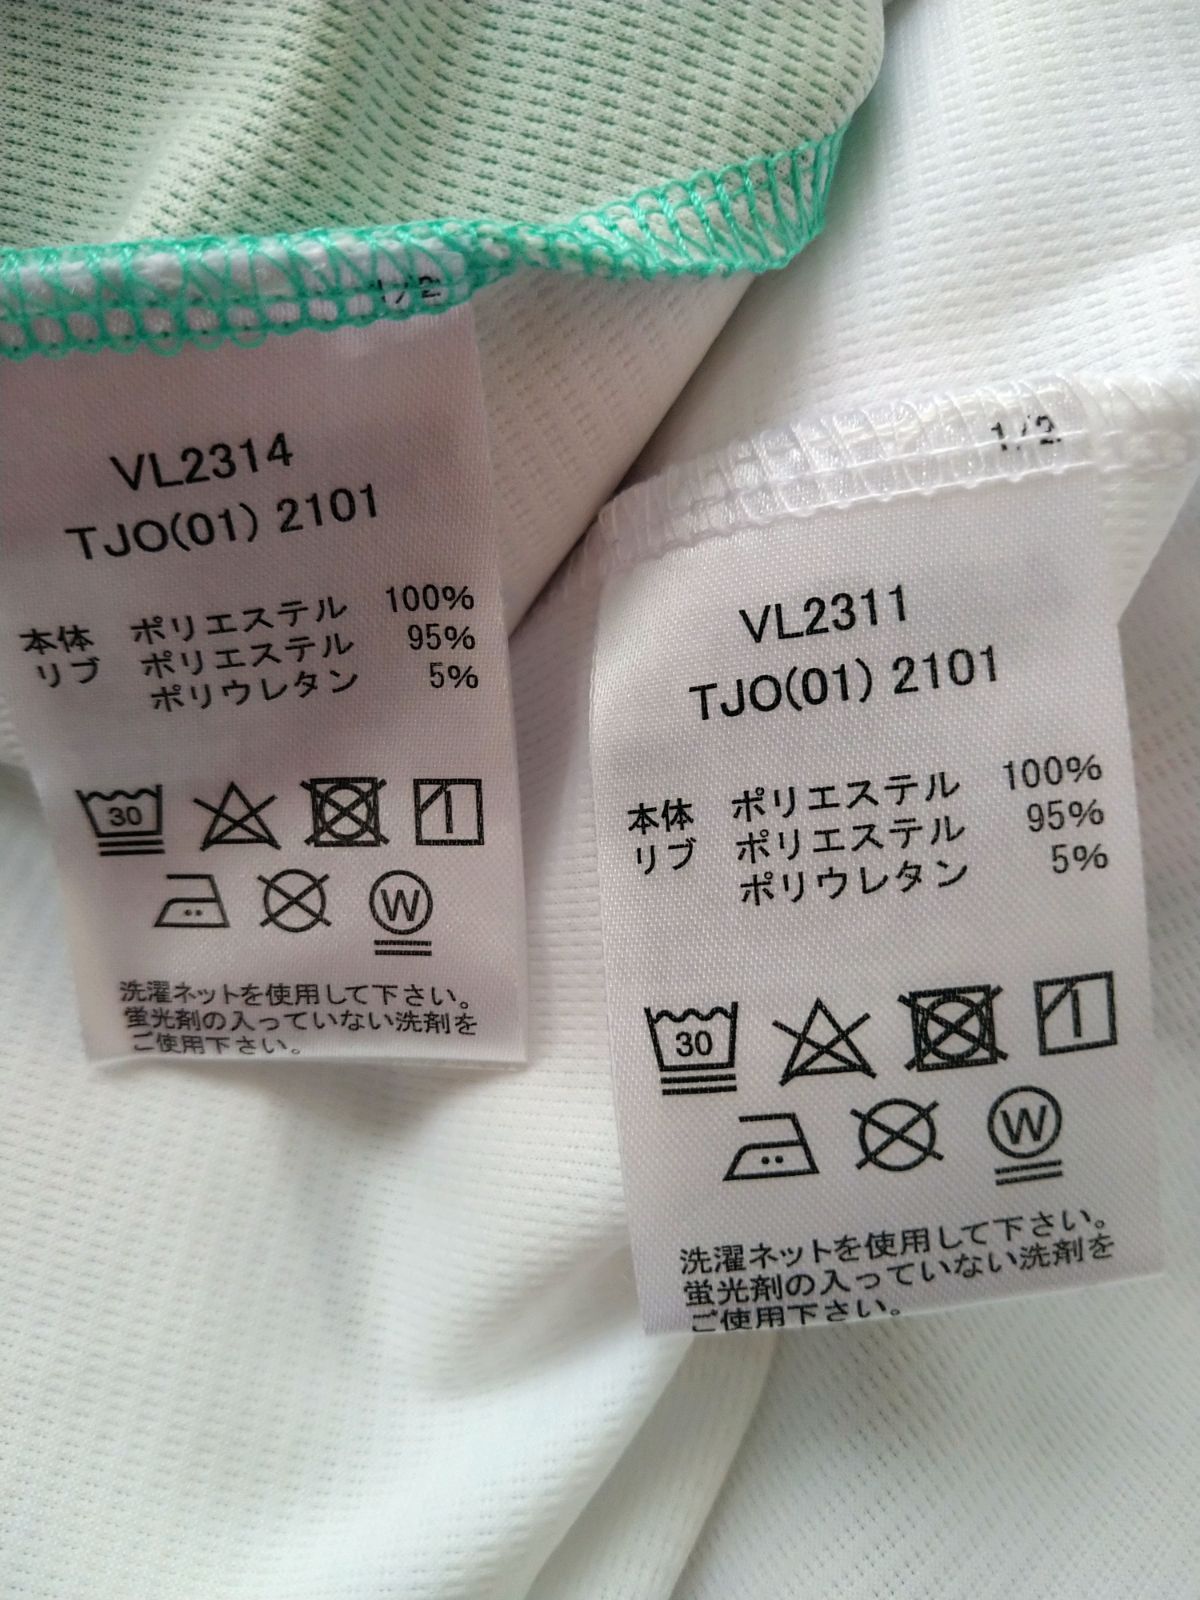 1/2
VL2314
TJO(01) 2101
本体 ポリエステル 100%
リブ ポリエステル 95%
ポリウレタン 5%
30
W
洗濯ネットを使用して下さい。
蛍光剤の入っていない洗剤を
ご使用下さい。
1/2
VL2311
TJO(01) 2101
本体 ポリエステル 100%
リブ ポリエステル 95%
ポリウレタン 5%
30
W
洗濯ネットを使用して下さい。
蛍光剤の入っていない洗剤を
ご使用下さい。